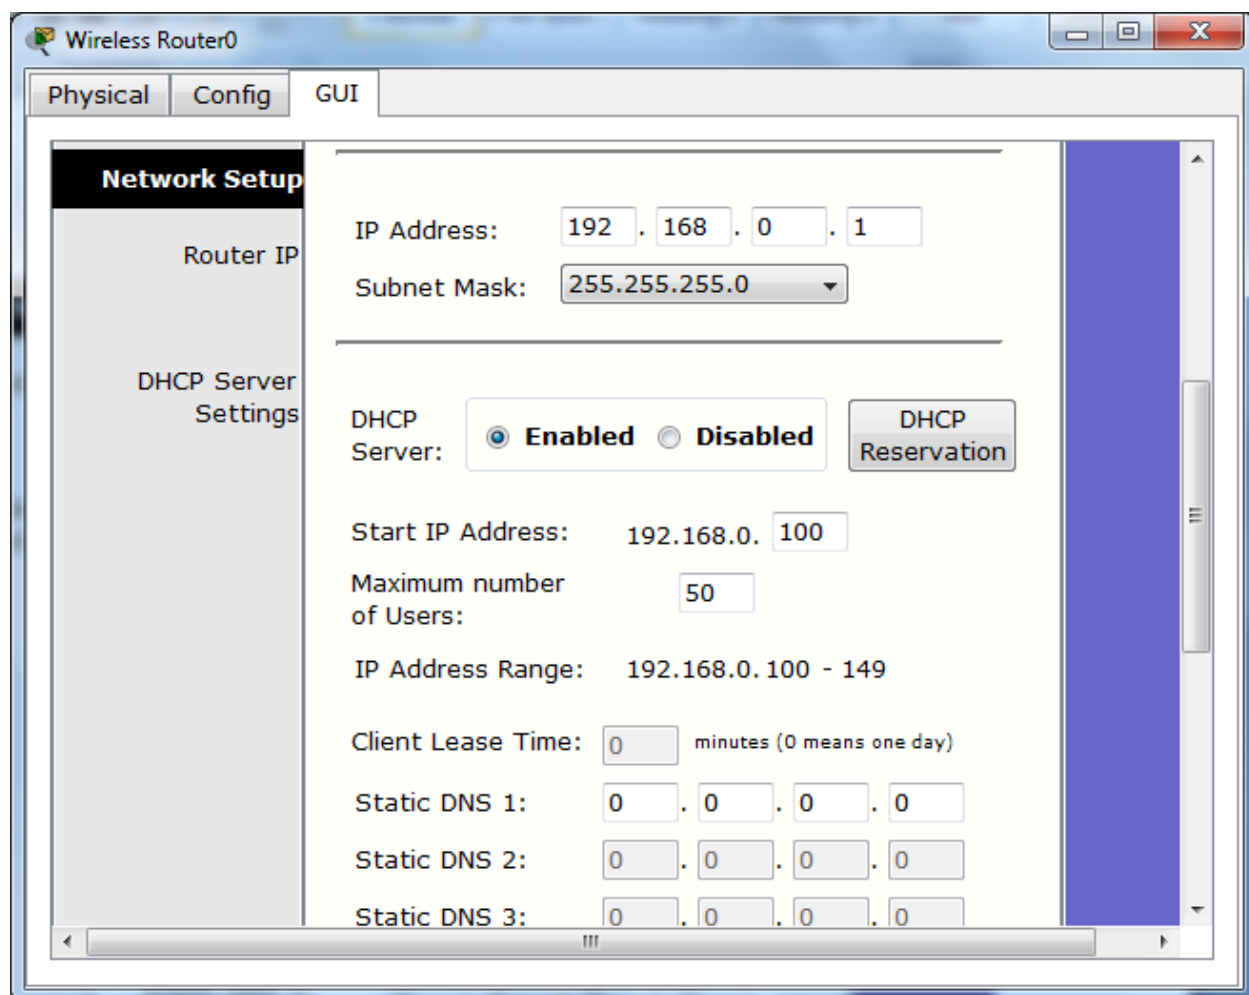 Wireless Router0
Physical Config GUI
Network Setup
Router IP
IP Address: 192 . 168 . 0 . 1
Subnet Mask: 255.255.255.0
DHCP Server
Settings
DHCP
Server:
Enabled Disabled
DHCP
Reservation
Start IP Address: 192.168.0. 100
Maximum number
of Users:
50
IP Address Range: 192.168.0. 100 - 149
Client Lease Time: 0 minutes (0 means one day)
Static DNS 1: 0 . 0 . 0 . 0
Static DNS 2: 0 . 0 . 0 . 0
Static DNS 3: 0 . 0 . 0 . 0